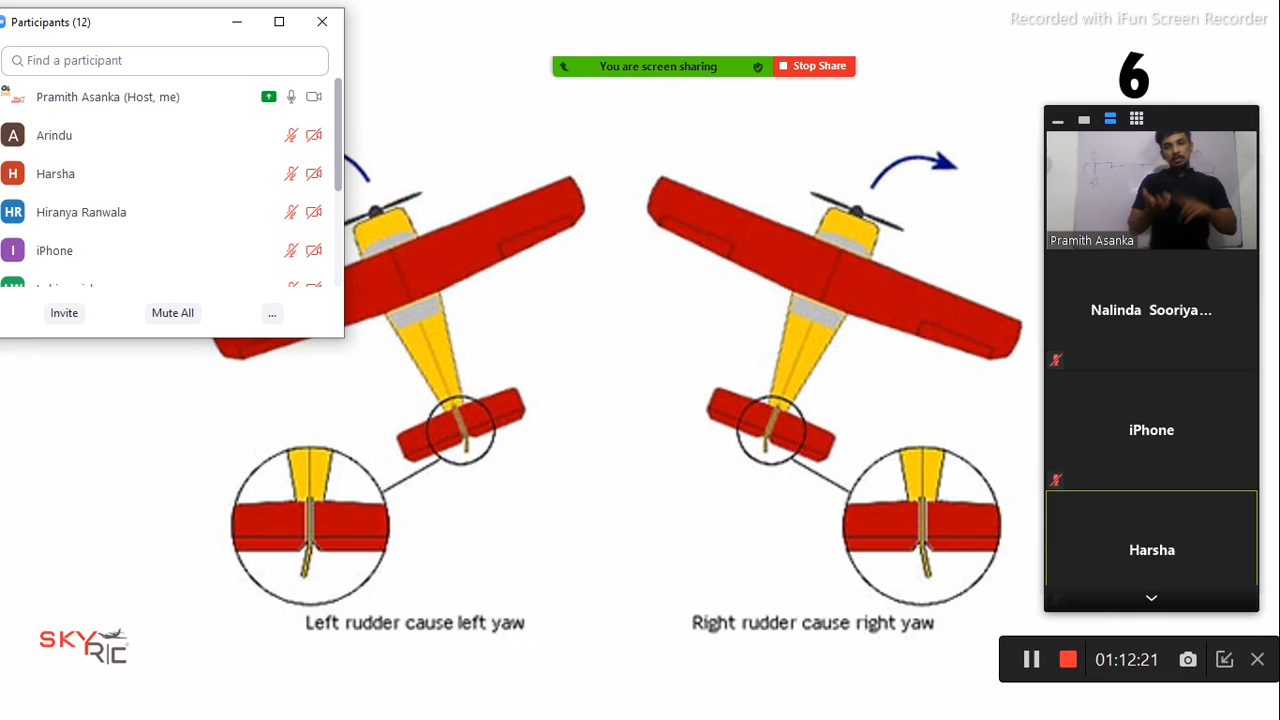 Participants (12)
Find a participant
Pramith Asanka (Host, me)
A Arindu
H Harsha
HR Hiranya Ranwala
I iPhone
Invite
Mute All
...
Recorded with iFun Screen Recorder
You are screen sharing
Stop Share
6
Pramith Asanka
Nalinda Sooriya...
iPhone
Harsha
Left rudder cause left yaw
Right rudder cause right yaw
SKY
R/C
01:12:21